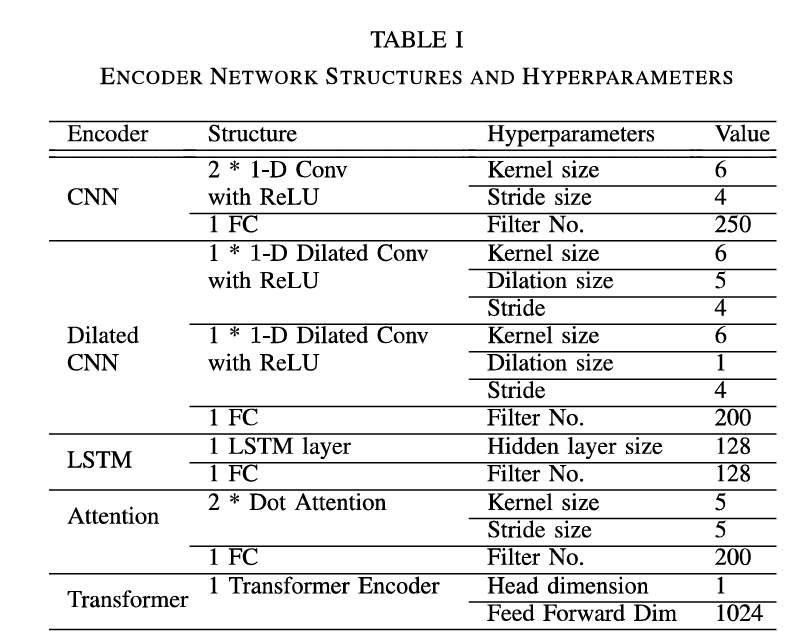 TABLE I
ENCODER NETWORK STRUCTURES AND HYPERPARAMETERS
Encoder Structure Hyperparameters Value
2 * 1-D Conv Kernel size 6
CNN with ReLU Stride size 4
1 FC Filter No. 250
1 * 1-D Dilated Conv Kernel size 6
with ReLU Dilation size 5
Stride 4
Dilated 1 * 1-D Dilated Conv Kernel size 6
CNN with ReLU Dilation size 1
Stride 4
1 FC Filter No. 200
LSTM 1 LSTM layer Hidden layer size 128
1 FC Filter No. 128
Attention 2 * Dot Attention Kernel size 5
Stride size 5
1 FC Filter No. 200
Transformer 1 Transformer Encoder Head dimension 1
Feed Forward Dim 1024